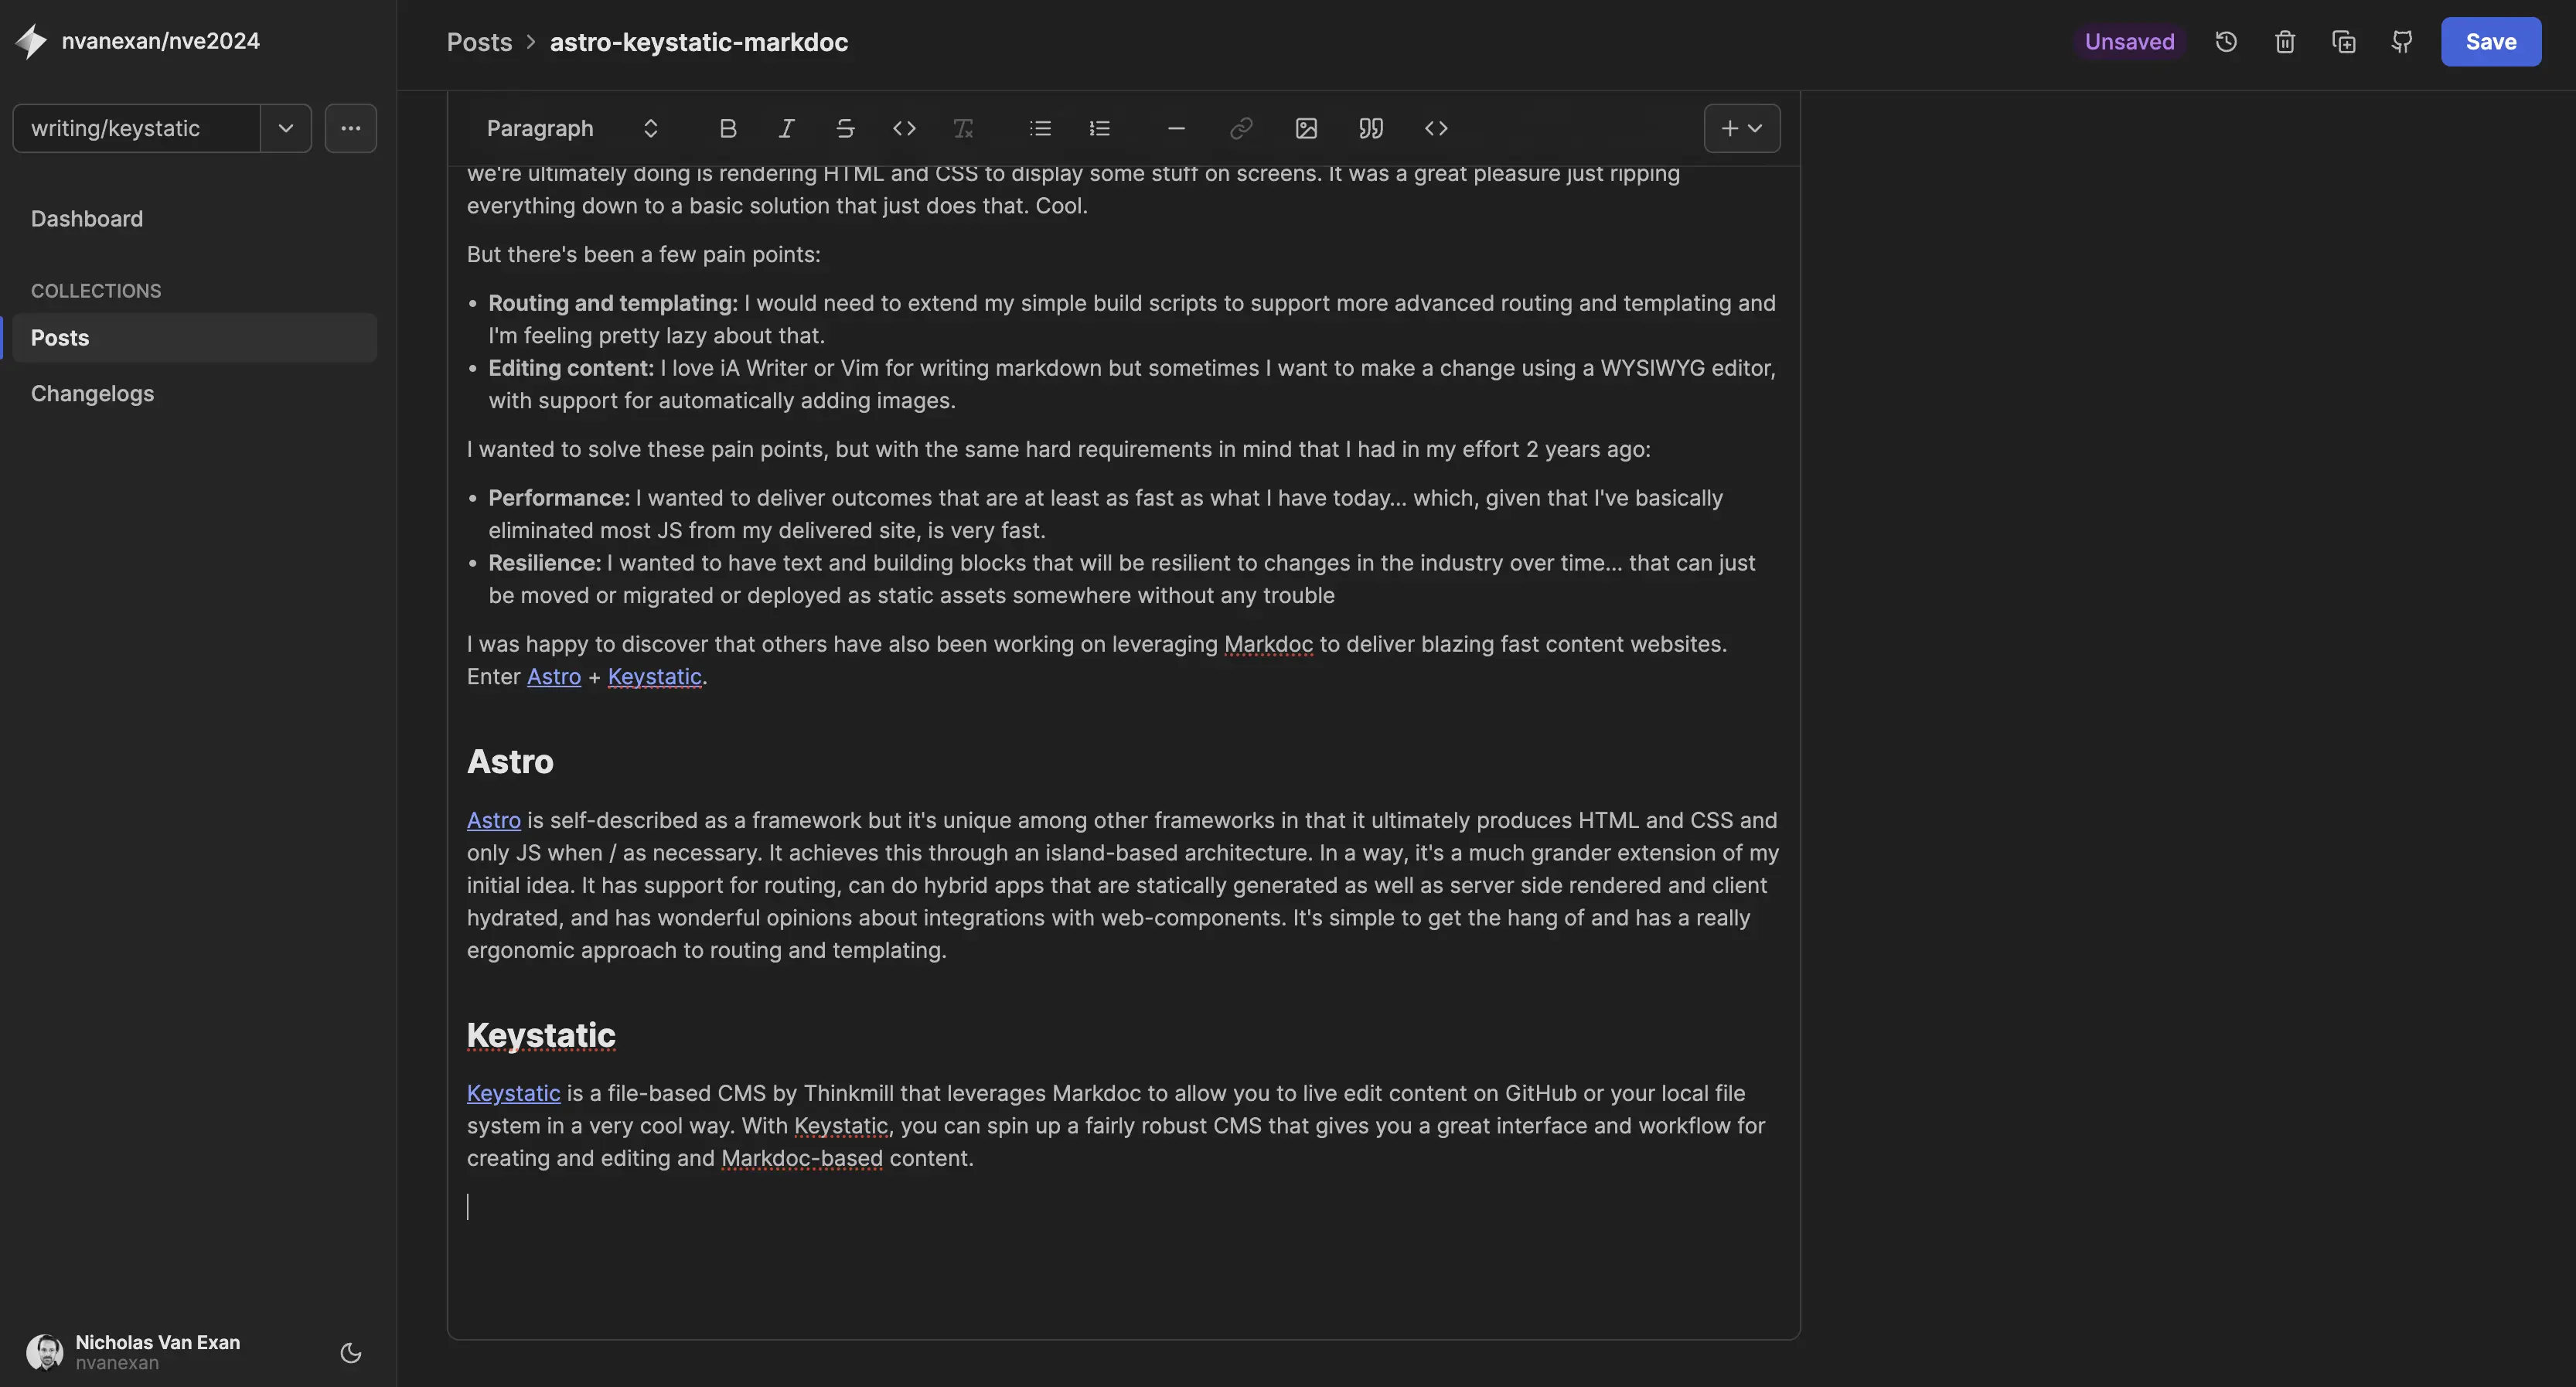 nvanexan/nve2024
writing/keystatic
Dashboard
COLLECTIONS
Posts
Changelogs
Nicholas Van Exan
nvanexan
Posts > astro-keystatic-markdoc
Unsaved
Save
Paragraph
we're ultimately doing is rendering HTML and CSS to display some stuff on screens. It was a great pleasure just ripping
everything down to a basic solution that just does that. Cool.
But there's been a few pain points:
• Routing and templating: I would need to extend my simple build scripts to support more advanced routing and templating and
I'm feeling pretty lazy about that.
• Editing content: I love iA Writer or Vim for writing markdown but sometimes I want to make a change using a WYSIWYG editor,
with support for automatically adding images.
I wanted to solve these pain points, but with the same hard requirements in mind that I had in my effort 2 years ago:
• Performance: I wanted to deliver outcomes that are at least as fast as what I have today... which, given that I've basically
eliminated most JS from my delivered site, is very fast.
• Resilience: I wanted to have text and building blocks that will be resilient to changes in the industry over time... that can just
be moved or migrated or deployed as static assets somewhere without any trouble
I was happy to discover that others have also been working on leveraging Markdoc to deliver blazing fast content websites.
Enter Astro + Keystatic.
Astro
Astro is self-described as a framework but it's unique among other frameworks in that it ultimately produces HTML and CSS and
only JS when / as necessary. It achieves this through an island-based architecture. In a way, it's a much grander extension of my
initial idea. It has support for routing, can do hybrid apps that are statically generated as well as server side rendered and client
hydrated, and has wonderful opinions about integrations with web-components. It's simple to get the hang of and has a really
ergonomic approach to routing and templating.
Keystatic
Keystatic is a file-based CMS by Thinkmill that leverages Markdoc to allow you to live edit content on GitHub or your local file
system in a very cool way. With Keystatic, you can spin up a fairly robust CMS that gives you a great interface and workflow for
creating and editing and Markdoc-based content.